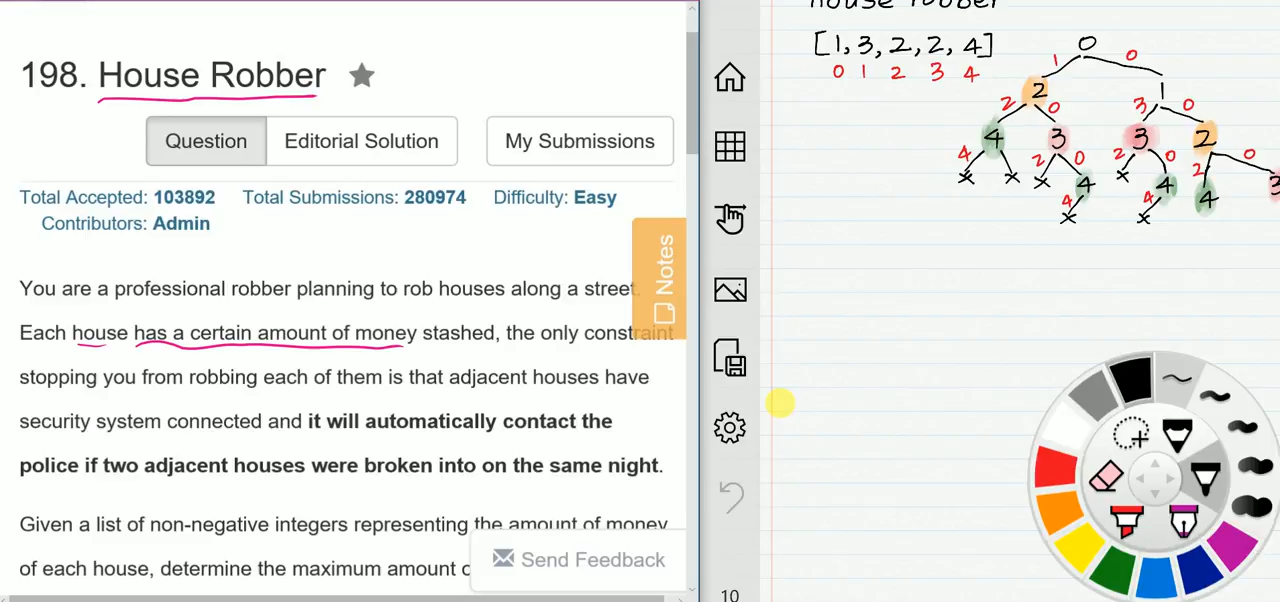 198. House Robber
Question Editorial Solution My Submissions
Total Accepted: 103892 Total Submissions: 280974 Difficulty: Easy
Contributors: Admin
Notes
You are a professional robber planning to rob houses along a street.
Each house has a certain amount of money stashed, the only constraint
stopping you from robbing each of them is that adjacent houses have
security system connected and it will automatically contact the
police if two adjacent houses were broken into on the same night.
Given a list of non-negative integers representing the amount of money
of each house, determine the maximum amount
Send Feedback
10
house robber
[1, 3, 2, 2, 4]
0 1 2 3 4
0
1 0
2 1
2 0 3 0
4 3 3 2
4 2 0 2 0 2 0
x x x 4 x 4 4 3
4 4
x x